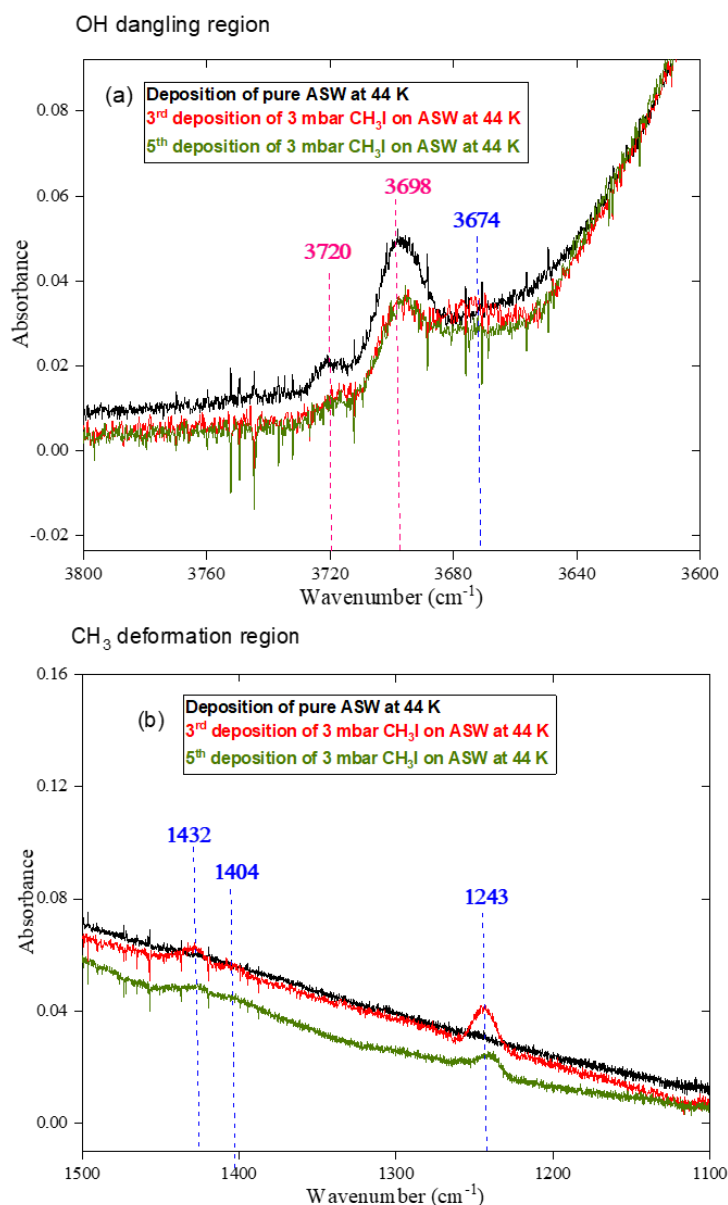 OH dangling region
(a)
Deposition of pure ASW at 44 K
3rd deposition of 3 mbar CH3I on ASW at 44 K
5th deposition of 3 mbar CH3I on ASW at 44 K
3698
3674
3720
0.08
0.06
0.04
0.02
0.00
-0.02
Absorbance
3800 3760 3720 3680 3640 3600
Wavenumber (cm-1)
CH3 deformation region
(b)
Deposition of pure ASW at 44 K
3rd deposition of 3 mbar CH3I on ASW at 44 K
5th deposition of 3 mbar CH3I on ASW at 44 K
1432
1404
1243
0.16
0.12
0.08
0.04
0.00
Absorbance
1500 1400 1300 1200 1100
Wavenumber (cm-1)